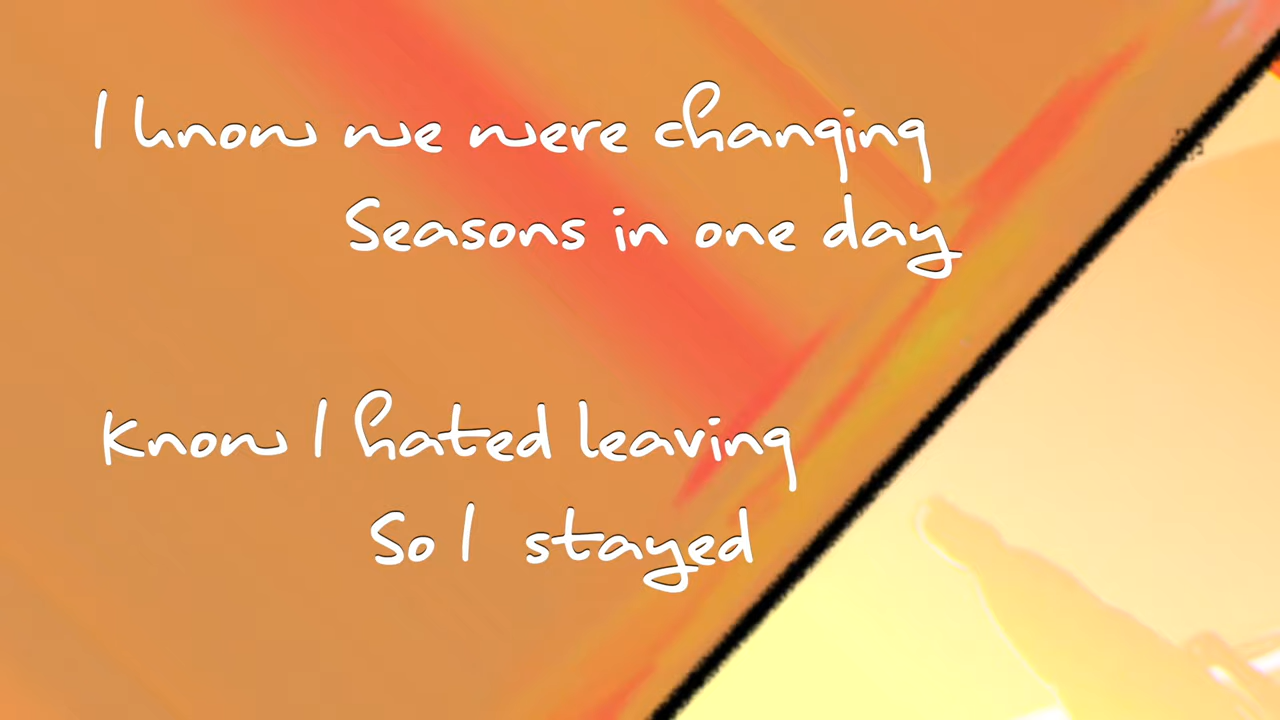 I know we were changing
Seasons in one day
Know I hated leaving
So I stayed